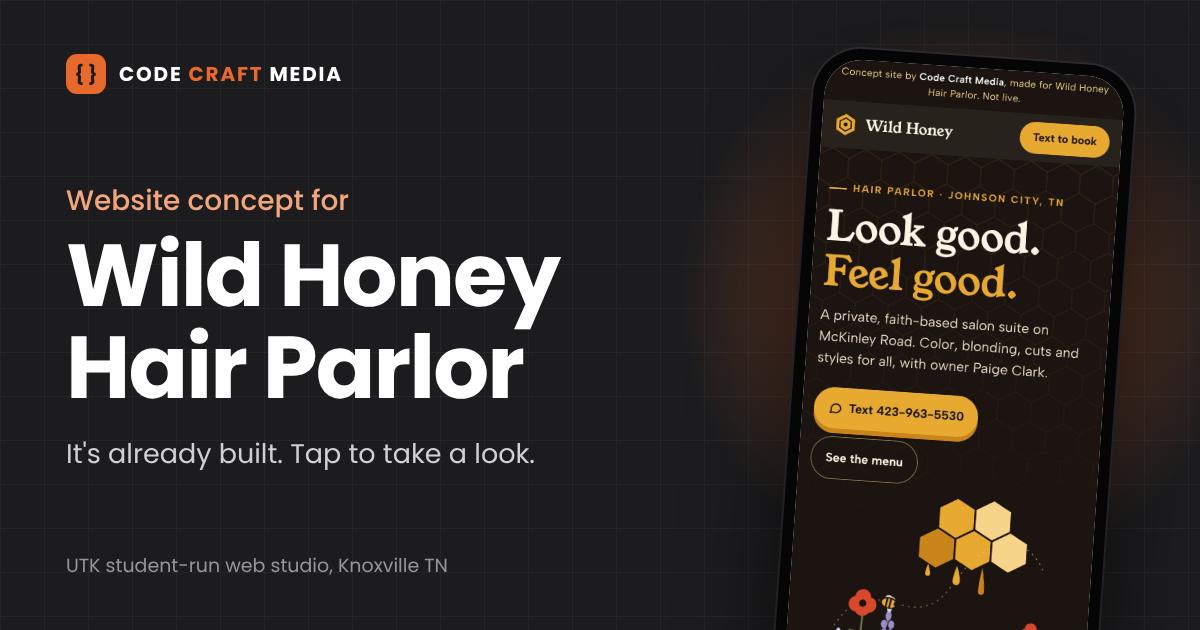 { } CODE CRAFT MEDIA
Website concept for
Wild Honey
Hair Parlor
It's already built. Tap to take a look.
UTK student-run web studio, Knoxville TN
Concept site by Code Craft Media, made for Wild Honey
Hair Parlor. Not live.
Wild Honey
Text to book
HAIR PARLOR · JOHNSON CITY, TN
Look good.
Feel good.
A private, faith-based salon suite on
McKinley Road. Color, blonding, cuts and
styles for all, with owner Paige Clark.
Text 423-963-5530
See the menu